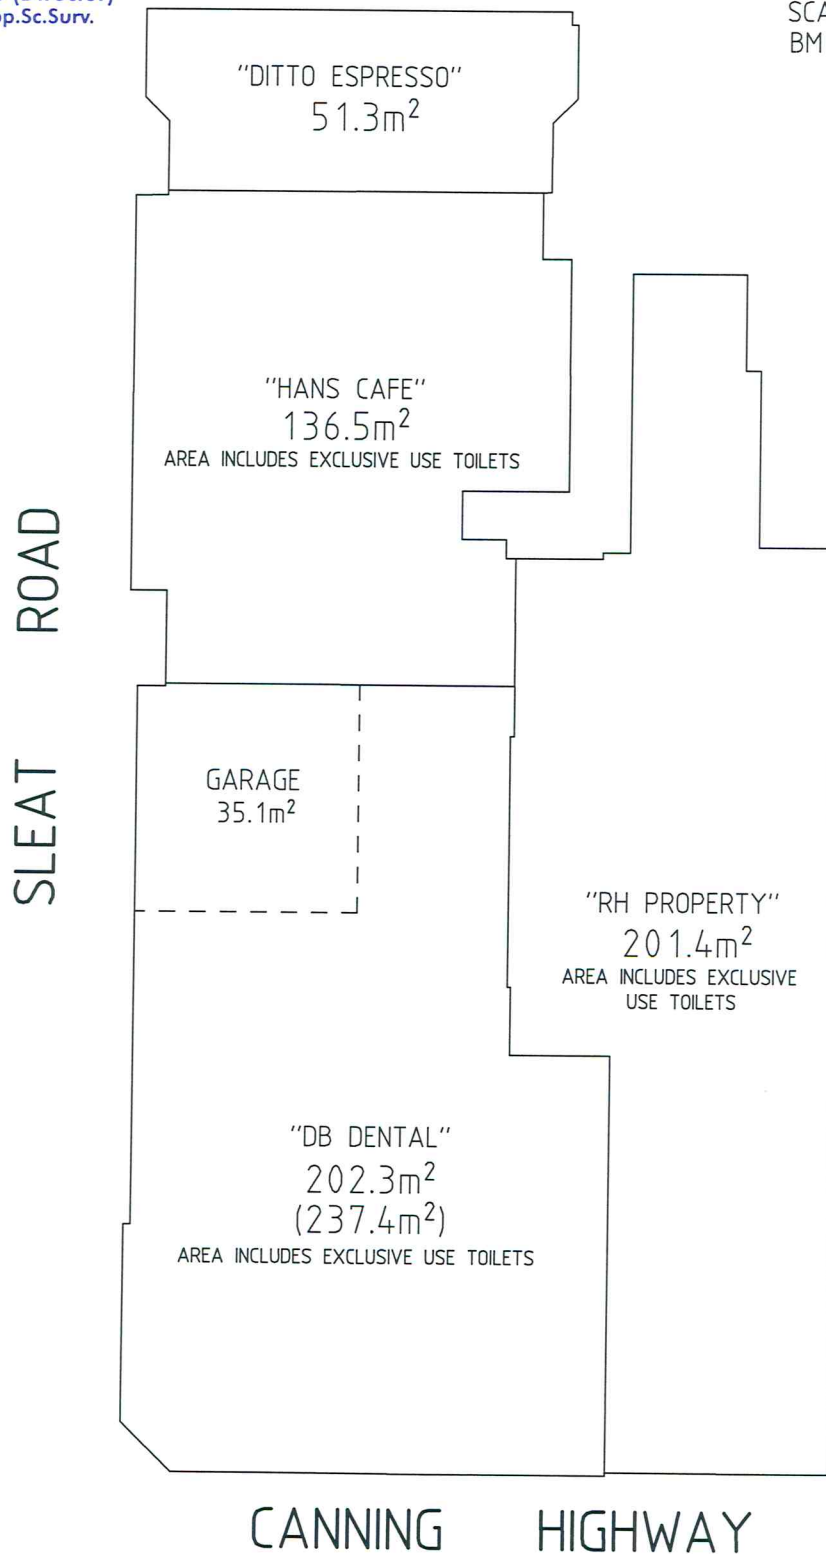 p.Sc.Surv.
SCA
BM
"DITTO ESPRESSO"
51.3m²
"HANS CAFE"
136.5m²
AREA INCLUDES EXCLUSIVE USE TOILETS
SLEAT ROAD
GARAGE
35.1m²
"RH PROPERTY"
201.4m²
AREA INCLUDES EXCLUSIVE
USE TOILETS
"DB DENTAL"
202.3m²
(237.4m²)
AREA INCLUDES EXCLUSIVE USE TOILETS
CANNING HIGHWAY